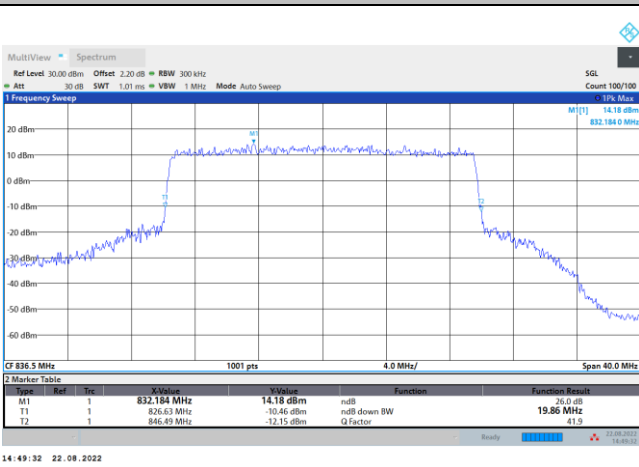 MultiView Spectrum
Ref Level 30.00 dBm Offset 2.20 dB RBW 300 kHz SGL
Att 30 dB SWT 1.01 ms VBW 1 MHz Mode Auto Sweep Count 100/100
1 Frequency Sweep 1Pk Max
M1[1] 14.18 dBm
832.184 0 MHz
M1
20 dBm
10 dBm
0 dBm
T1
T2
-10 dBm
-20 dBm
-30 dBm
-40 dBm
-50 dBm
-60 dBm
CF 836.5 MHz 1001 pts 4.0 MHz/ Span 40.0 MHz
2 Marker Table
Type Ref Trc X-Value Y-Value Function Function Result
M1 1 832.184 MHz 14.18 dBm ndB 26.0 dB
T1 1 826.63 MHz -10.46 dBm ndB down BW 19.86 MHz
T2 1 846.49 MHz -12.15 dBm Q Factor 41.9
Ready 22.08.2022
14:49:32
14:49:32 22.08.2022